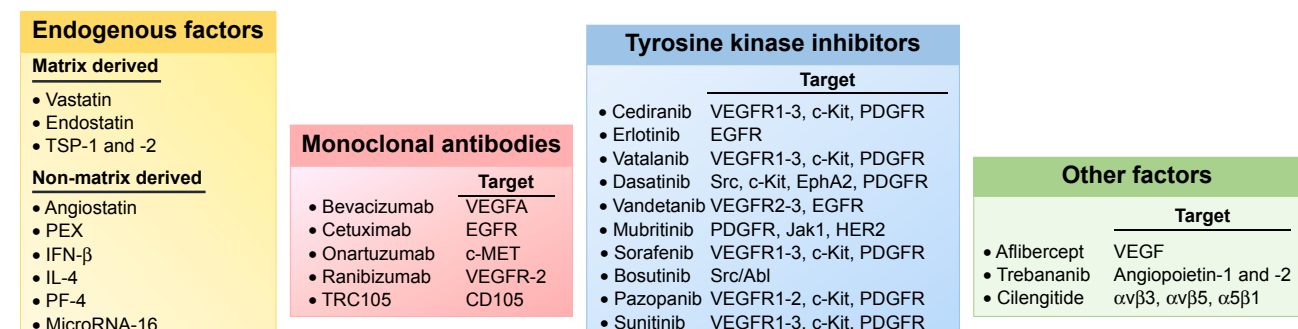 Endogenous factors
Matrix derived
• Vastatin
• Endostatin
• TSP-1 and -2
Non-matrix derived
• Angiostatin
• PEX
• IFN-β
• IL-4
• PF-4
• MicroRNA-16
Monoclonal antibodies
Target
• Bevacizumab VEGFA
• Cetuximab EGFR
• Onartuzumab c-MET
• Ranibizumab VEGFR-2
• TRC105 CD105
Tyrosine kinase inhibitors
Target
• Cediranib VEGFR1-3, c-Kit, PDGFR
• Erlotinib EGFR
• Vatalanib VEGFR1-3, c-Kit, PDGFR
• Dasatinib Src, c-Kit, EphA2, PDGFR
• Vandetanib VEGFR2-3, EGFR
• Mubritinib PDGFR, Jak1, HER2
• Sorafenib VEGFR1-3, c-Kit, PDGFR
• Bosutinib Src/Abl
• Pazopanib VEGFR1-2, c-Kit, PDGFR
• Sunitinib VEGFR1-3, c-Kit, PDGFR
Other factors
Target
• Aflibercept VEGF
• Trebananib Angiopoietin-1 and -2
• Cilengitide αvβ3, αvβ5, α5β1